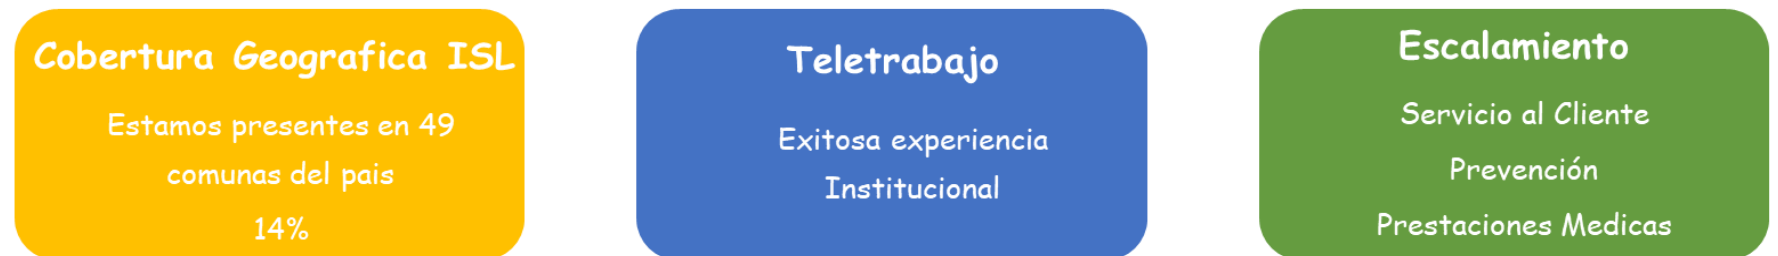 Cobertura Geografica ISL
Estamos presentes en 49
comunas del pais
14%
Teletrabajo
Exitosa experiencia
Institucional
Escalamiento
Servicio al Cliente
Prevención
Prestaciones Medicas